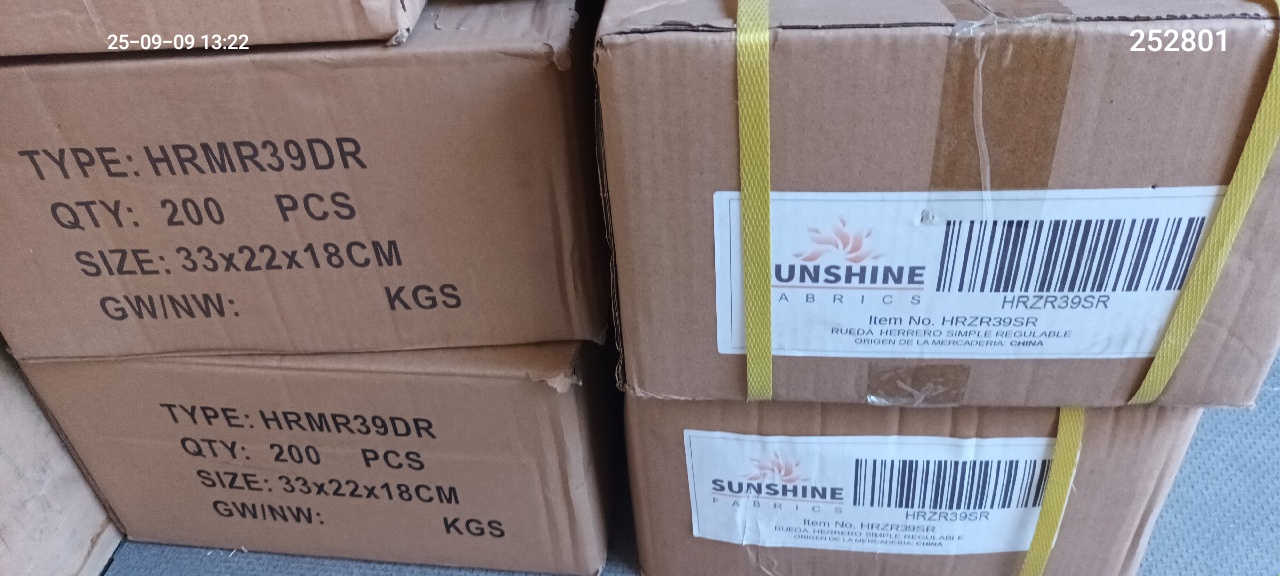 25-09-09 13:22
252801
TYPE: HRMR39DR
QTY: 200 PCS
SIZE: 33x22x18CM
GW/NW: KGS
TYPE: HRMR39DR
QTY: 200 PCS
SIZE: 33x22x18CM
GW/NW: KGS
UNSHINE
ABRICS
HRZR39SR
Item No. HRZR39SR
RUEDA HERRERO SIMPLE REGULABLE
ORIGEN DE LA MERCADERIA: CHINA
SUNSHINE
FABRICS
HRZR39SR
Item No. HRZR39SR
RUEDA HERRERO SIMPLE REGULABLE
ORIGEN DE LA MERCADERIA: CHINA